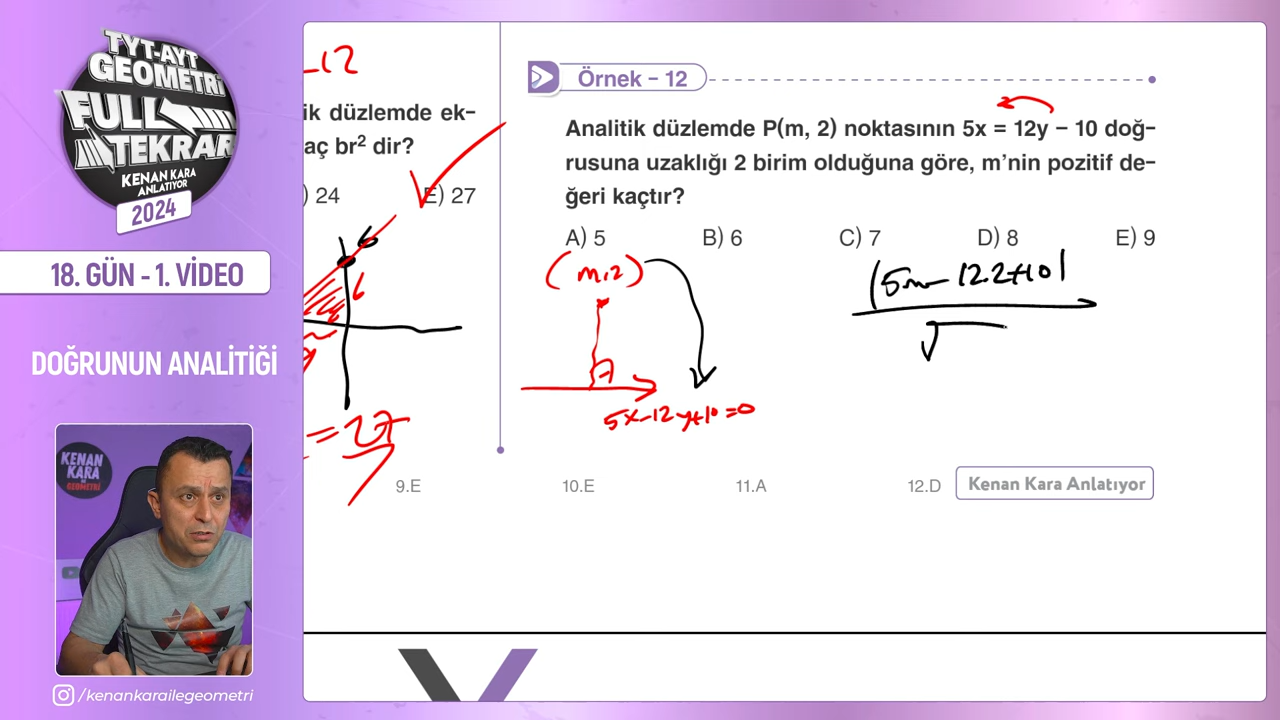 TYT-AYT
GEOMETRİ
FULL
TEKRAR
KENAN KARA
ANLATIYOR
2024
18. GÜN - 1. VİDEO
DOĞRUNUN ANALİTİĞİ
KENAN
KARA
GEOMETRİ
/kenankarailegeometri
-12
ik düzlemde ek-
aç br² dir?
) 24
E) 27
6
6
= 27
9.E
Örnek - 12
Analitik düzlemde P(m, 2) noktasının 5x = 12y - 10 doğ-
rusuna uzaklığı 2 birim olduğuna göre, m'nin pozitif de-
ğeri kaçtır?
A) 5
B) 6
C) 7
D) 8
E) 9
(m,2)
|5m-12.2+10|
√
5x-12y+10=0
10.E
11.A
12.D
Kenan Kara Anlatıyor